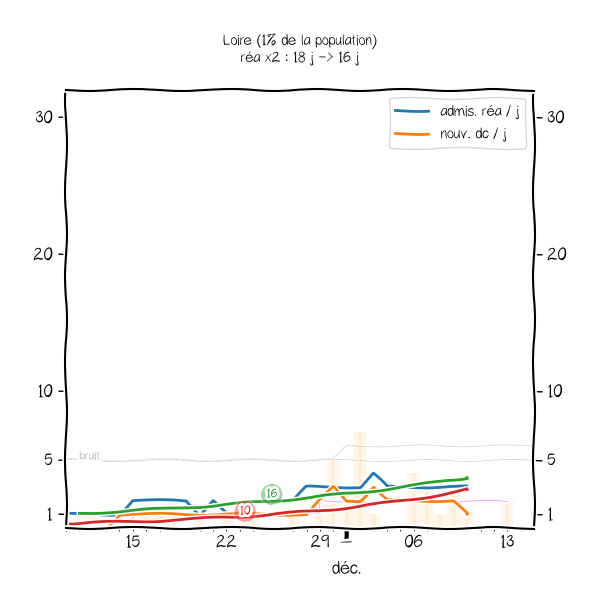 Loire (1% de la population)
réa x2 : 18 j -> 16 j
admis. réa / j
nouv. dc / j
30
30
20
20
10
10
5
bruit
5
16
10
1
1
15
22
29
06
13
déc.